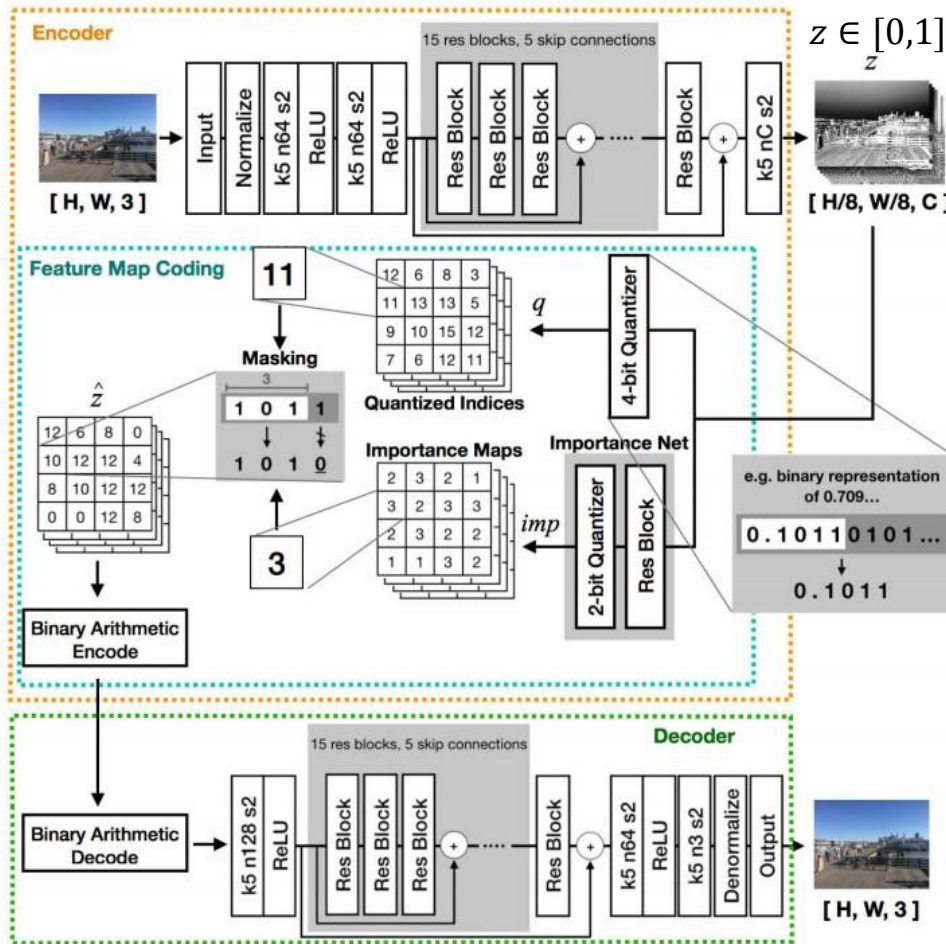 Encoder
[ H, W, 3 ]
Input
Normalize
k5 n64 s2
ReLU
k5 n64 s2
ReLU
15 res blocks, 5 skip connections
Res Block
Res Block
Res Block
+
....
Res Block
+
k5 nC s2
z ∈ [0,1]
z
[ H/8, W/8, C ]
Feature Map Coding
11
12 6 8 3
11 13 13 5
9 10 15 12
7 6 12 11
Quantized Indices
q
4-bit Quantizer
Masking
3
1 0 1 1
1 0 1 0
ẑ
12 6 8 0
10 12 12 4
8 10 12 12
0 0 12 8
3
Importance Maps
2 3 2 1
3 2 3 3
2 3 2 2
1 1 3 2
imp
Importance Net
2-bit Quantizer
Res Block
e.g. binary representation
of 0.709...
0.1011 0101 ...
0.1011
Binary Arithmetic
Encode
Decoder
Binary Arithmetic
Decode
k5 n128 s2
ReLU
15 res blocks, 5 skip connections
Res Block
Res Block
Res Block
+
....
Res Block
+
k5 n64 s2
ReLU
k5 n3 s2
Denormalize
Output
[ H, W, 3 ]